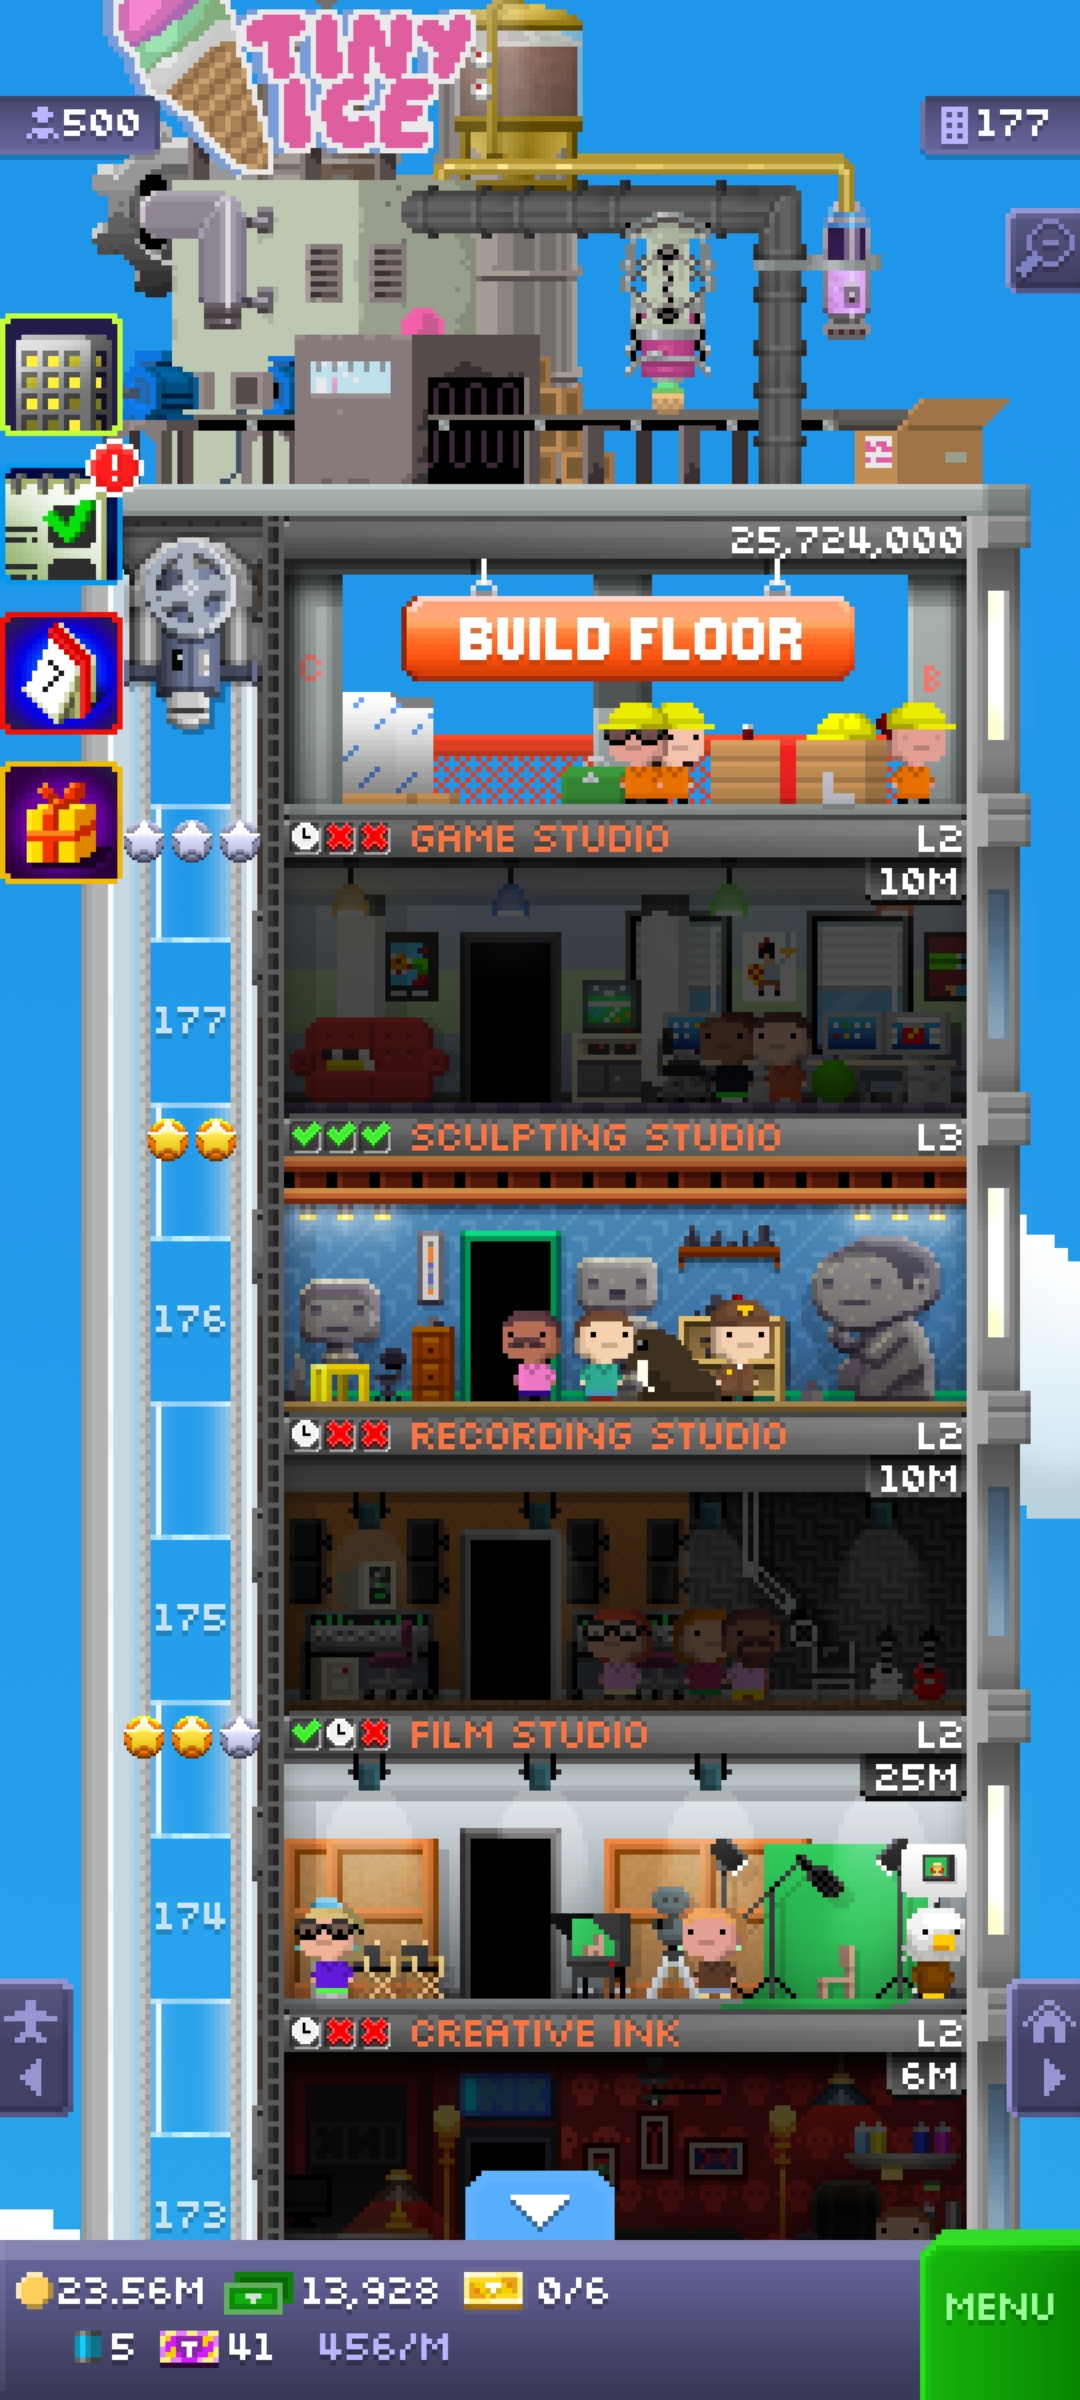 TINY
ICE
500
177
25,724,000
BUILD FLOOR
C
B
GAME STUDIO L2
10M
177
SCULPTING STUDIO L3
176
RECORDING STUDIO L2
10M
175
FILM STUDIO L2
25M
174
CREATIVE INK L2
6M
INK
173
23.56M 13,928 0/6
5 41 456/M
MENU